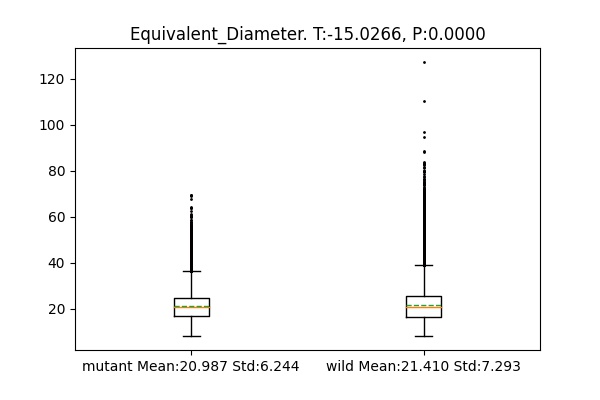 Equivalent_Diameter. T:-15.0266, P:0.0000
120
100
80
60
40
20
mutant Mean:20.987 Std:6.244
wild Mean:21.410 Std:7.293